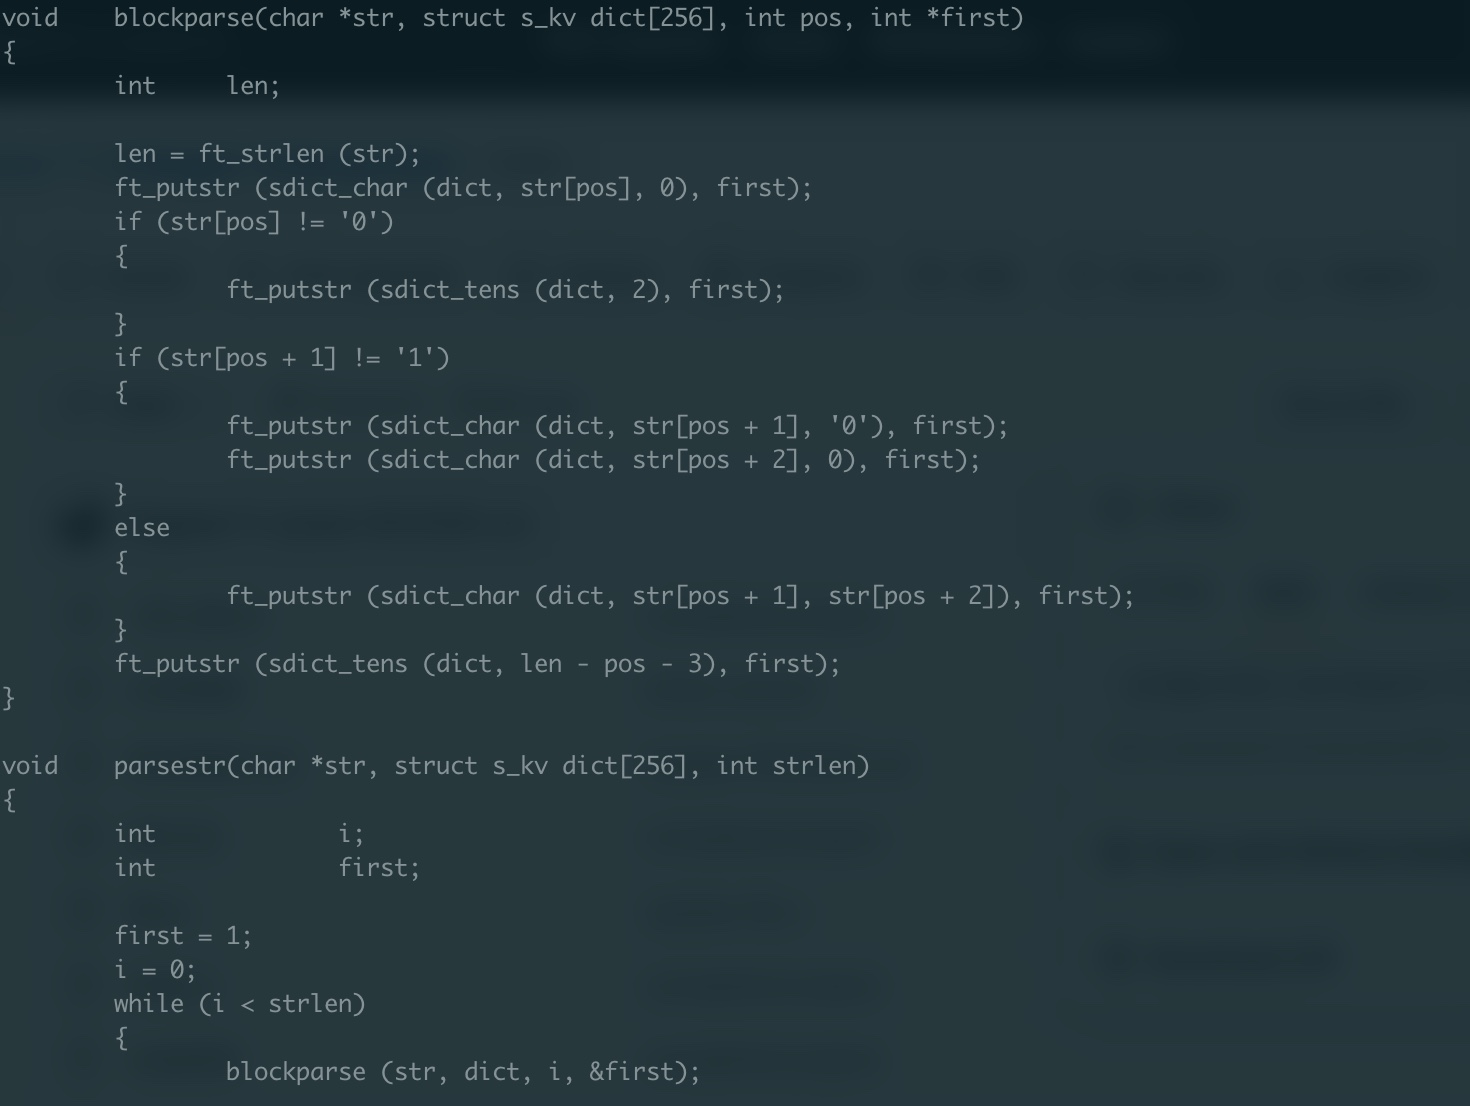 void    blockparse(char *str, struct s_kv dict[256], int pos, int *first)
{
        int     len;

        len = ft_strlen (str);
        ft_putstr (sdict_char (dict, str[pos], 0), first);
        if (str[pos] != '0')
        {
                ft_putstr (sdict_tens (dict, 2), first);
        }
        if (str[pos + 1] != '1')
        {
                ft_putstr (sdict_char (dict, str[pos + 1], '0'), first);
                ft_putstr (sdict_char (dict, str[pos + 2], 0), first);
        }
        else
        {
                ft_putstr (sdict_char (dict, str[pos + 1], str[pos + 2]), first);
        }
        ft_putstr (sdict_tens (dict, len - pos - 3), first);
}

void    parsestr(char *str, struct s_kv dict[256], int strlen)
{
        int             i;
        int             first;

        first = 1;
        i = 0;
        while (i < strlen)
        {
                blockparse (str, dict, i, &first);